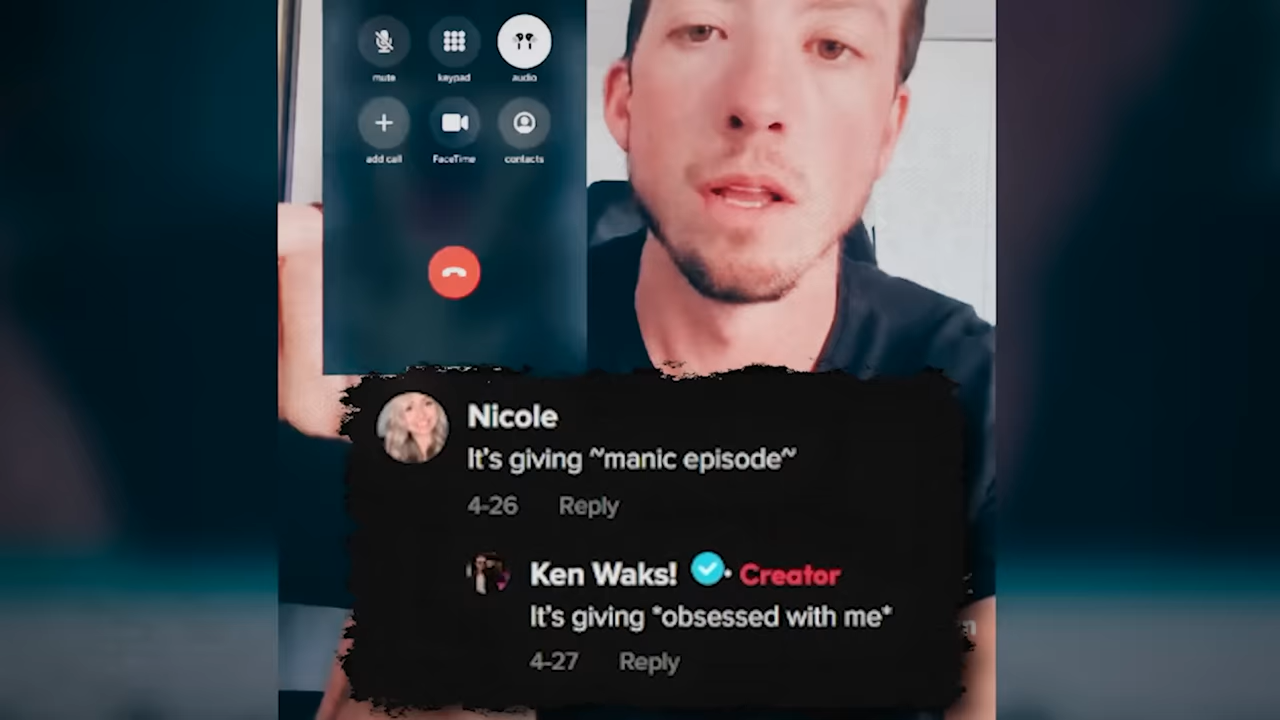 mute keypad audio
add call FaceTime contacts
Nicole
It's giving ~manic episode~
4-26 Reply
Ken Waks! · Creator
It's giving *obsessed with me*
4-27 Reply